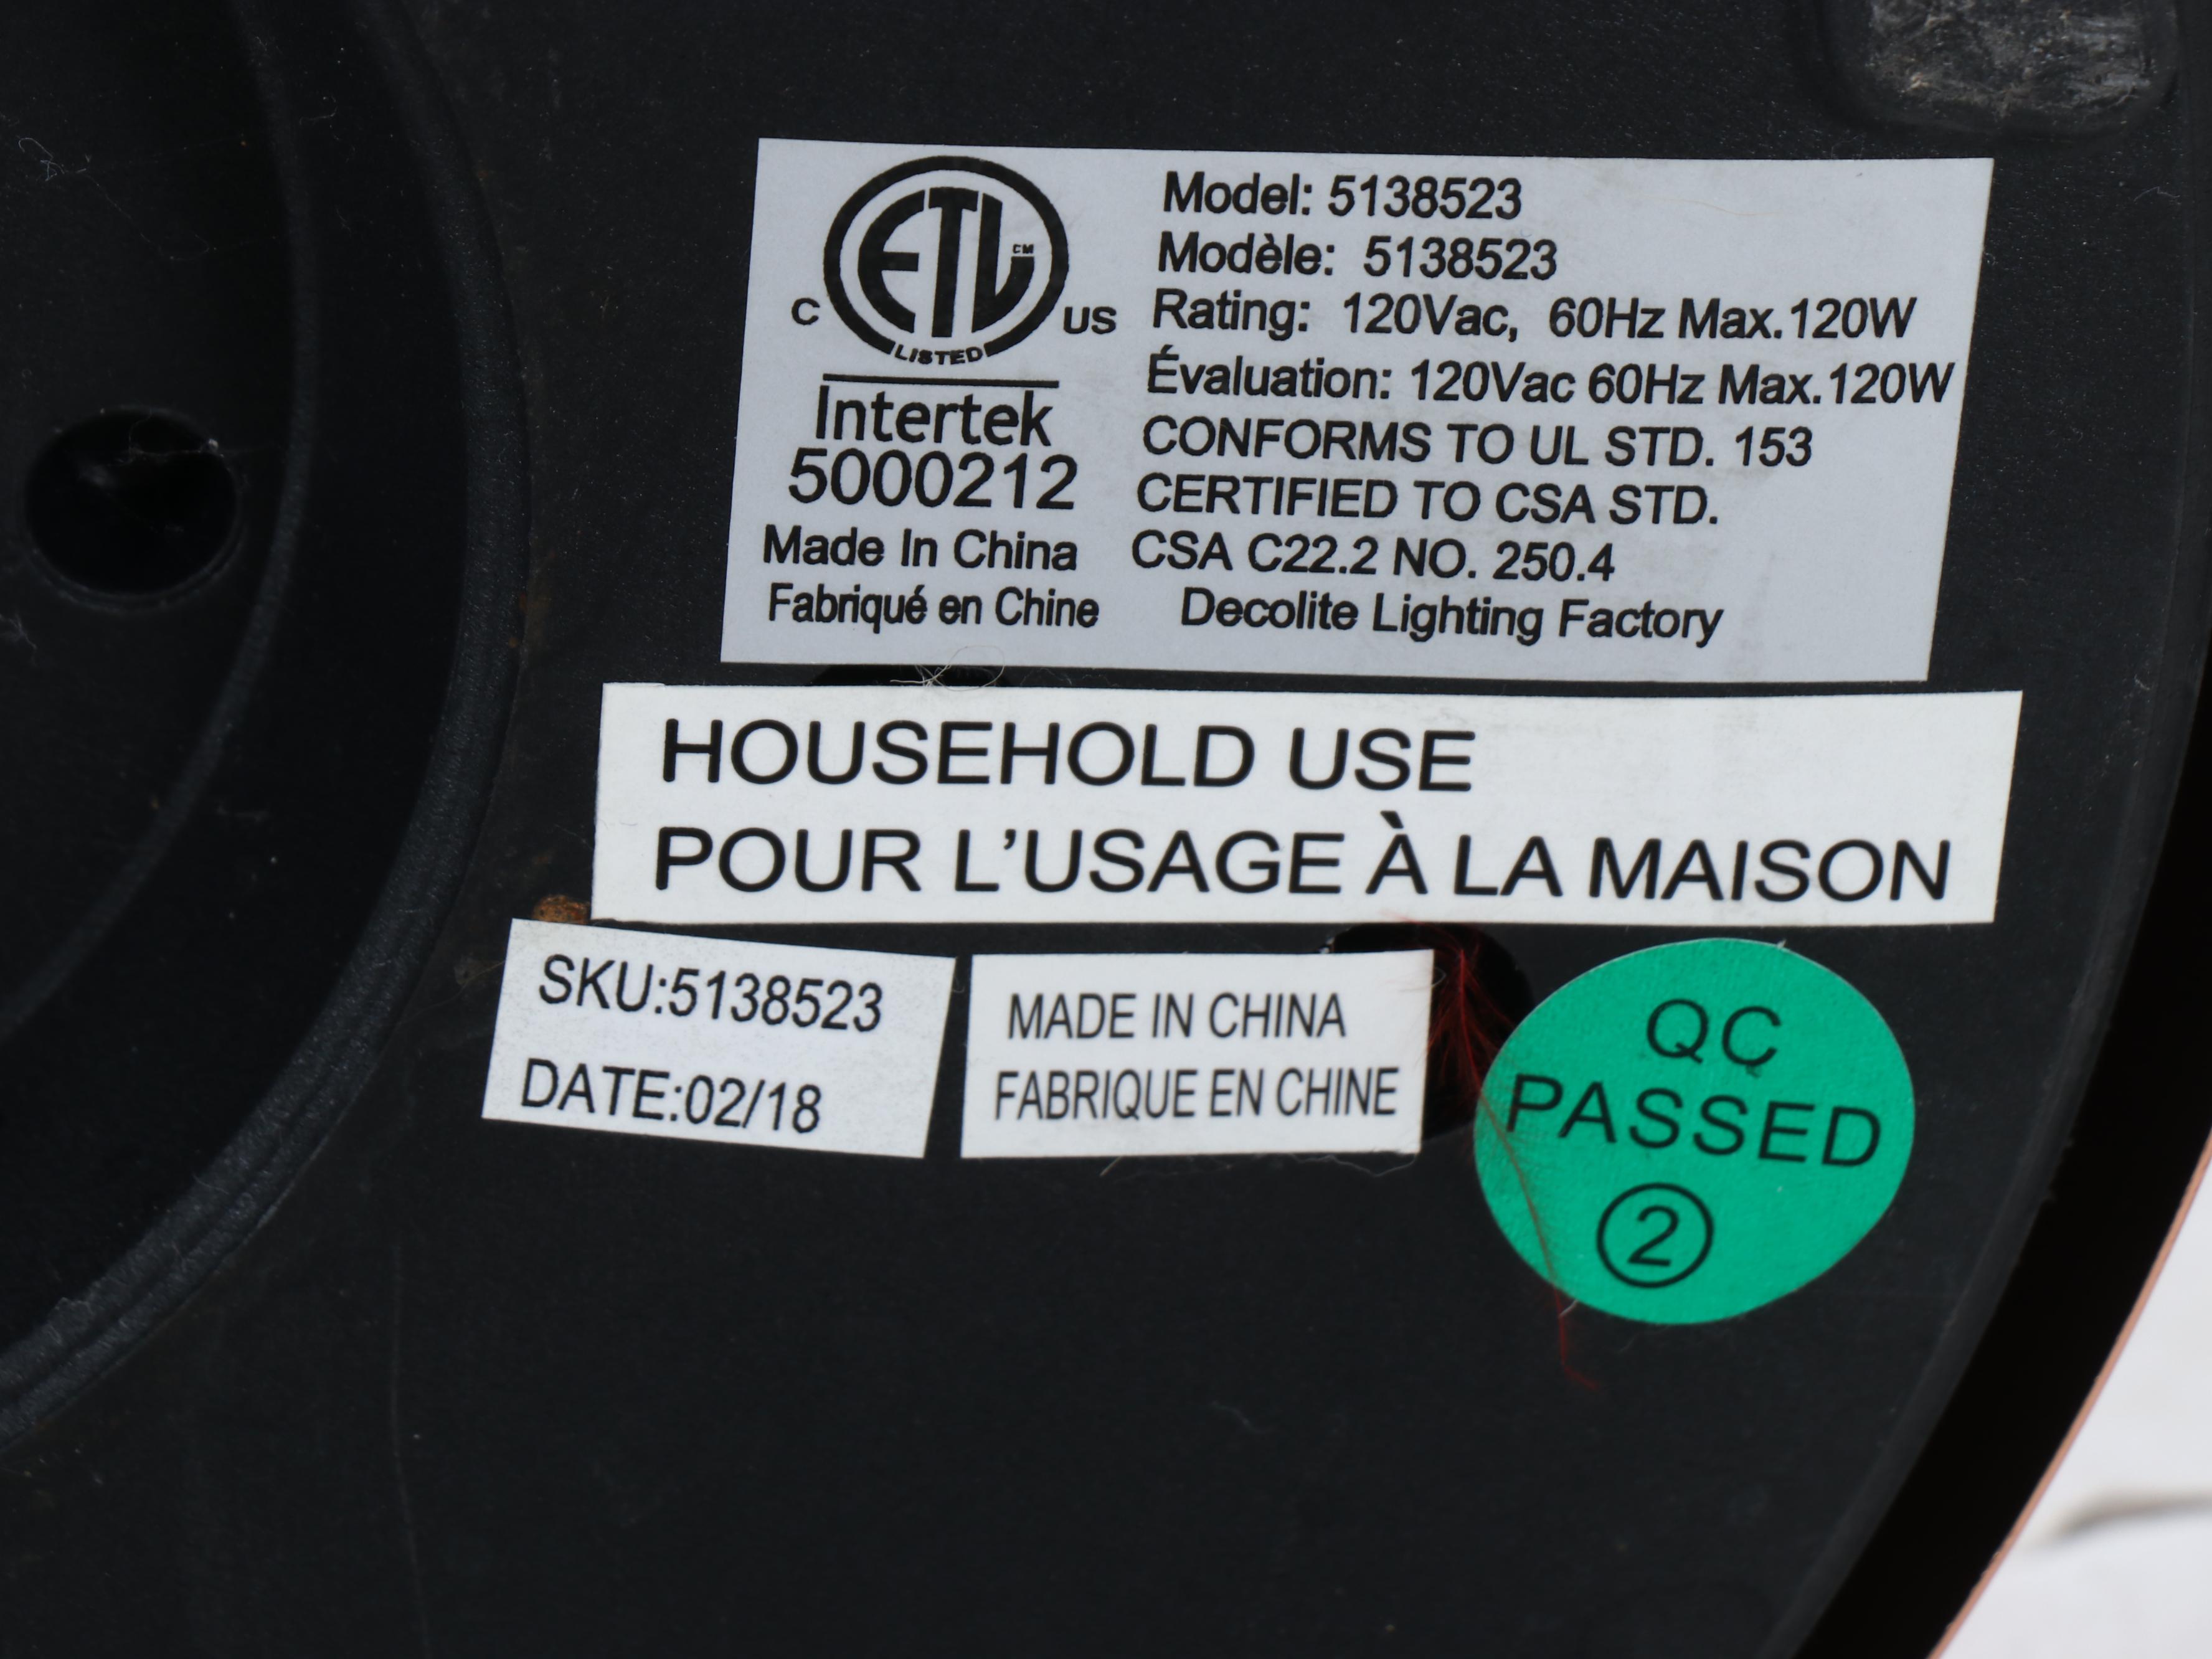 ETL CM
C US
LISTED
Intertek
5000212
Made In China
Fabriqué en Chine
Model: 5138523
Modèle: 5138523
Rating: 120Vac, 60Hz Max.120W
Évaluation: 120Vac 60Hz Max.120W
CONFORMS TO UL STD. 153
CERTIFIED TO CSA STD.
CSA C22.2 NO. 250.4
Decolite Lighting Factory
HOUSEHOLD USE
POUR L'USAGE À LA MAISON
SKU:5138523
DATE:02/18
MADE IN CHINA
FABRIQUE EN CHINE
QC
PASSED
2